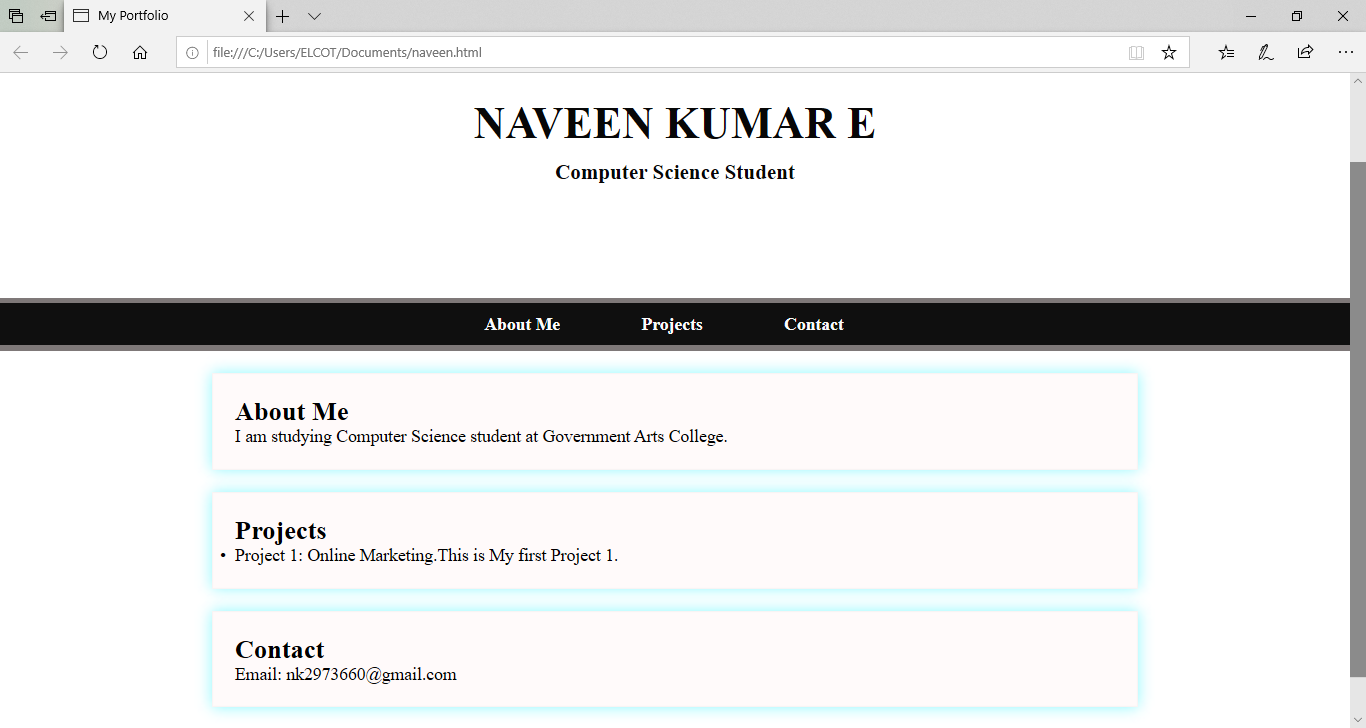 My Portfolio
file:///C:/Users/ELCOT/Documents/naveen.html
NAVEEN KUMAR E
Computer Science Student
About Me Projects Contact
About Me
I am studying Computer Science student at Government Arts College.
Projects
• Project 1: Online Marketing.This is My first Project 1.
Contact
Email: nk2973660@gmail.com